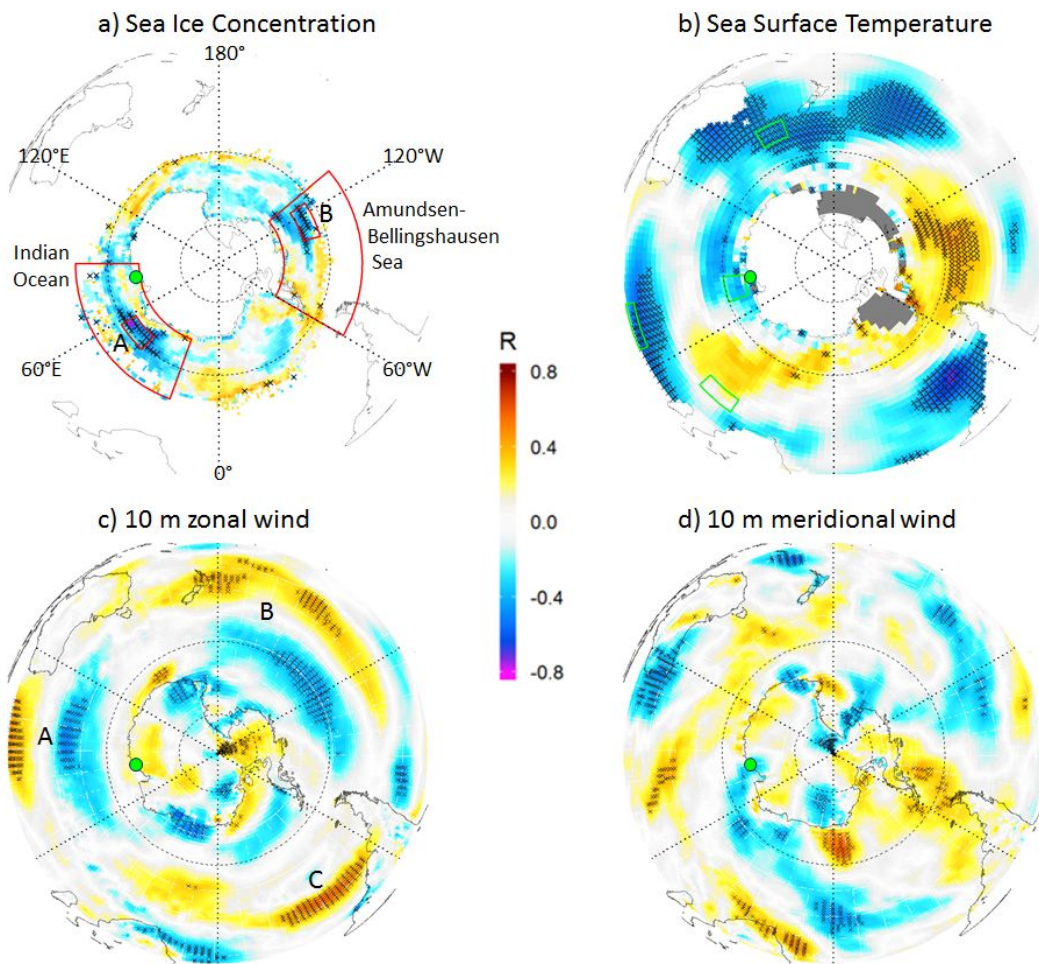 a) Sea Ice Concentration
180°
120°E
120°W
B
Amundsen-
Bellingshausen
Sea
Indian
Ocean
A
60°E
60°W
0°
b) Sea Surface Temperature
R
0.8
0.4
0.0
-0.4
-0.8
c) 10 m zonal wind
B
A
C
d) 10 m meridional wind